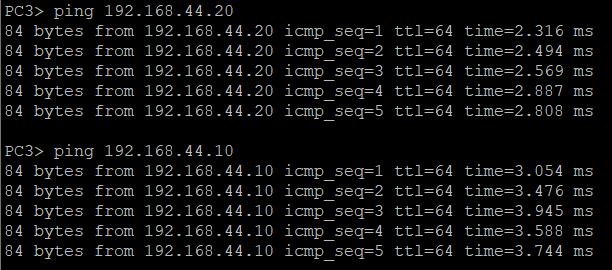 PC3> ping 192.168.44.20
84 bytes from 192.168.44.20 icmp_seq=1 ttl=64 time=2.316 ms
84 bytes from 192.168.44.20 icmp_seq=2 ttl=64 time=2.494 ms
84 bytes from 192.168.44.20 icmp_seq=3 ttl=64 time=2.569 ms
84 bytes from 192.168.44.20 icmp_seq=4 ttl=64 time=2.887 ms
84 bytes from 192.168.44.20 icmp_seq=5 ttl=64 time=2.808 ms
PC3> ping 192.168.44.10
84 bytes from 192.168.44.10 icmp_seq=1 ttl=64 time=3.054 ms
84 bytes from 192.168.44.10 icmp_seq=2 ttl=64 time=3.476 ms
84 bytes from 192.168.44.10 icmp_seq=3 ttl=64 time=3.945 ms
84 bytes from 192.168.44.10 icmp_seq=4 ttl=64 time=3.588 ms
84 bytes from 192.168.44.10 icmp_seq=5 ttl=64 time=3.744 ms